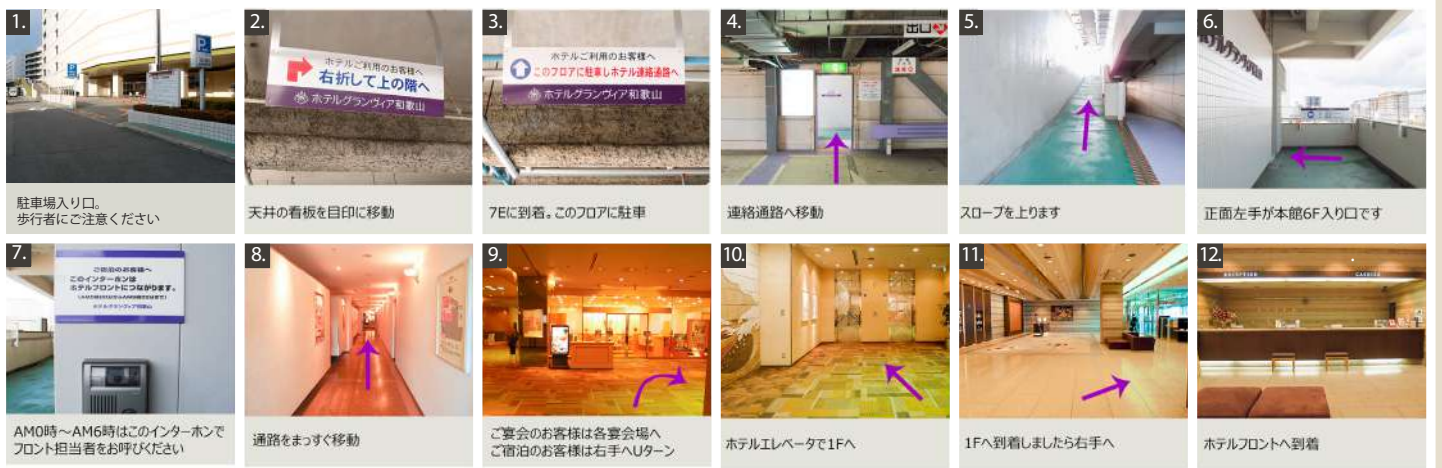 1.
P
駐車場入り口。
歩行者にご注意ください
2.
ホテルご利用のお客様へ
右折して上の階へ
ホテルグランヴィア和歌山
天井の看板を目印に移動
3.
ホテルご利用のお客様へ
このフロアに駐車しホテル連絡通路へ
ホテルグランヴィア和歌山
7Eに到着。このフロアに駐車
4.
出口
連絡通路へ移動
5.
スロープを上ります
6.
正面左手が本館6F入り口です
7.
ご宿泊のお客様へ
このインターホンは
ホテルフロントにつながります。
ホテルグランヴィア和歌山
AM0時～AM6時はこのインターホンで
フロント担当者をお呼びください
8.
通路をまっすぐ移動
9.
ご宴会のお客様は各宴会場へ
ご宿泊のお客様は右手へUターン
10.
ホテルエレベータで1Fへ
11.
1Fへ到着しましたら右手へ
12.
RECEPTION
CASHIER
ホテルフロントへ到着